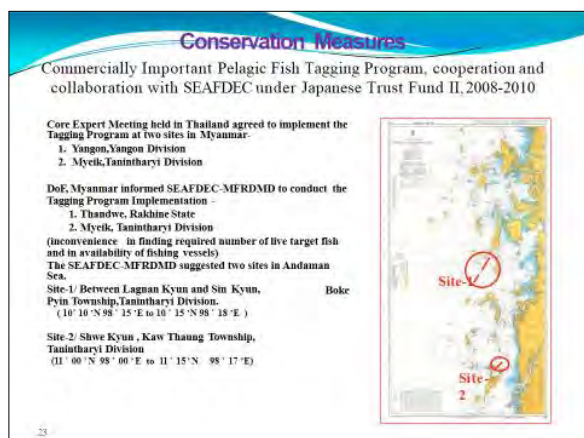 Conservation Measures
Commercially Important Pelagic Fish Tagging Program, cooperation and
collaboration with SEAFDEC under Japanese Trust Fund II, 2008-2010
Core Expert Meeting held in Thailand agreed to implement the
Tagging Program at two sites in Myanmar-
1. Yangon,Yangon Division
2. Myeik,Tanintharyi Division
DoF, Myanmar informed SEAFDEC-MFRDMD to conduct the
Tagging Program Implementation -
1. Thandwe, Rakhine State
2. Myeik, Tanintharyi Division
(inconvenience in finding required number of live target fish
and in availability of fishing vessels)
The SEAFDEC-MFRDMD suggested two sites in Andaman
Sea.
Site-1/ Between Lagnan Kyun and Sin Kyun, Boke
Pyin Township,Tanintharyi Division.
( 10' 10 'N 98 ' 15 'E to 10 ' 15 'N 98 ' 18 'E )
Site-2/ Shwe Kyun , Kaw Thaung Township,
Tanintharyi Division
(11 ' 00 'N 98 ' 00 'E to 11 ' 15'N 98 ' 17 'E)
Site-1
Site-
2
23